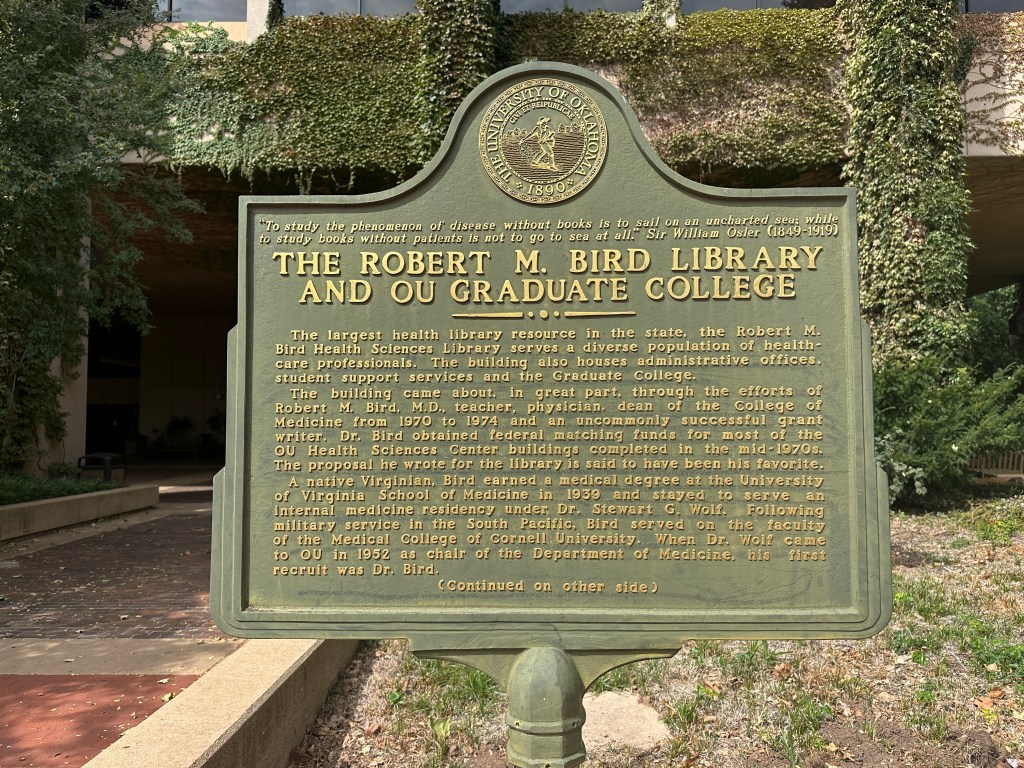 THE UNIVERSITY OF OKLAHOMA
CIVI ET REIPUBLICAE
1890
"To study the phenomenon of disease without books is to sail on an uncharted sea; while
to study books without patients is not to go to sea at all." Sir William Osler (1849-1919)
THE ROBERT M. BIRD LIBRARY
AND OU GRADUATE COLLEGE
The largest health library resource in the state, the Robert M.
Bird Health Sciences Library serves a diverse population of health-
care professionals. The building also houses administrative offices,
student support services and the Graduate College.
The building came about, in great part, through the efforts of
Robert M. Bird, M.D., teacher, physician, dean of the College of
Medicine from 1970 to 1974 and an uncommonly successful grant
writer. Dr. Bird obtained federal matching funds for most of the
OU Health Sciences Center buildings completed in the mid-1970s.
The proposal he wrote for the library is said to have been his favorite.
A native Virginian, Bird earned a medical degree at the University
of Virginia School of Medicine in 1939 and stayed to serve an
internal medicine residency under Dr. Stewart G. Wolf. Following
military service in the South Pacific, Bird served on the faculty
of the Medical College of Cornell University. When Dr. Wolf came
to OU in 1952 as chair of the Department of Medicine, his first
recruit was Dr. Bird.
(Continued on other side)